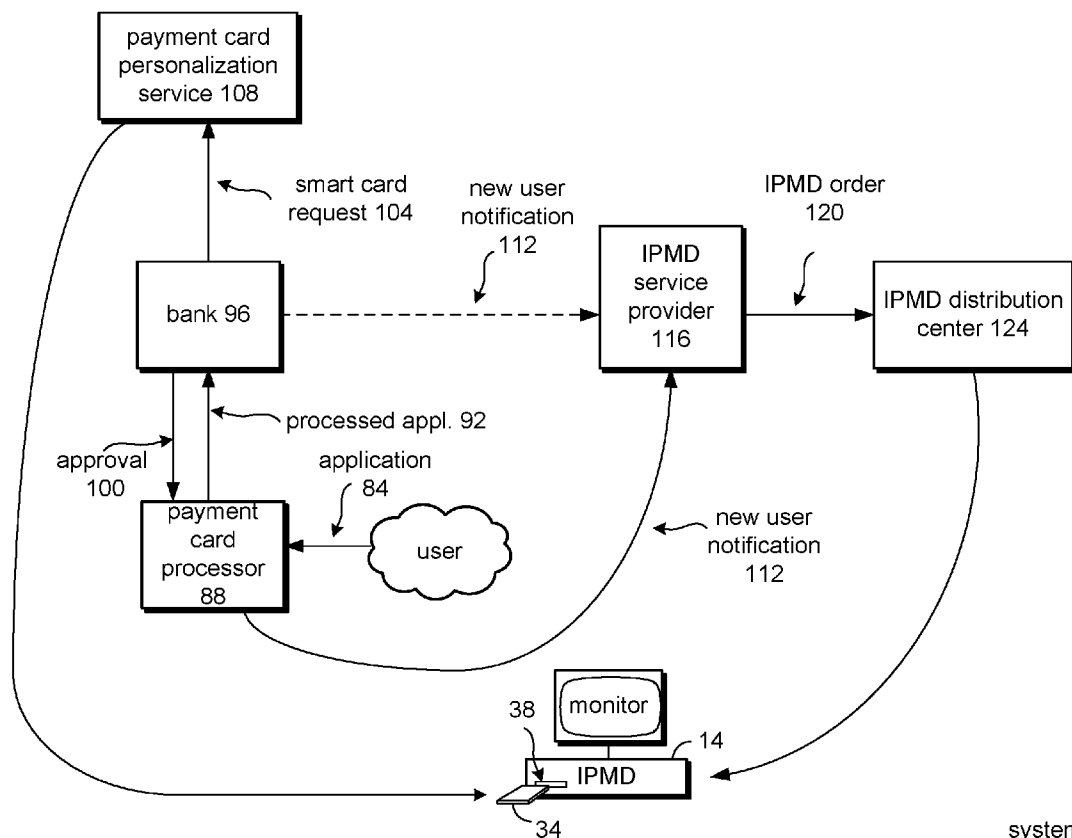 payment card
personalization
service 108
smart card
request 104
new user
notification
112
IPMD order
120
bank 96
IPMD
service
provider
116
IPMD distribution
center 124
processed appl. 92
approval
100
application
84
payment
card
processor
88
user
new user
notification
112
monitor
38
14
IPMD
34
system